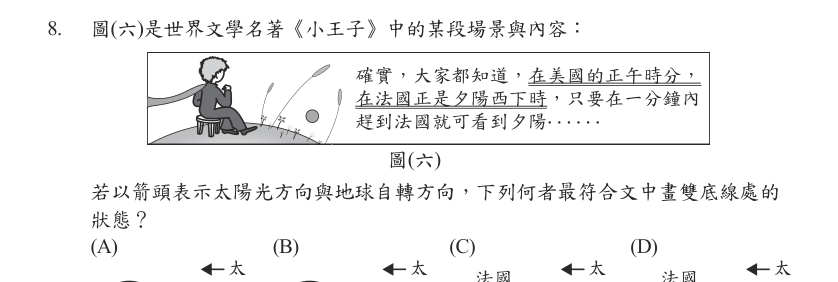 8. 圖(六)是世界文學名著《小王子》中的某段場景與內容：
確實，大家都知道，在美國的正午時分，
在法國正是夕陽西下時，只要在一分鐘內
趕到法國就可看到夕陽……
圖(六)
若以箭頭表示太陽光方向與地球自轉方向，下列何者最符合文中畫雙底線處的
狀態？
(A) (B) (C) (D)
太 太 法國 太 法國 太